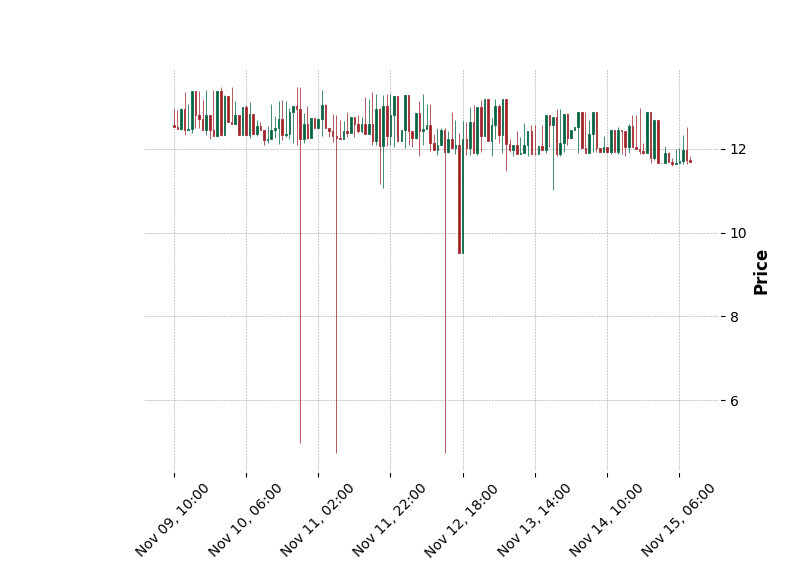 12
10
8
6
Price
Nov 09, 10:00
Nov 10, 06:00
Nov 11, 02:00
Nov 11, 22:00
Nov 12, 18:00
Nov 13, 14:00
Nov 14, 10:00
Nov 15, 06:00